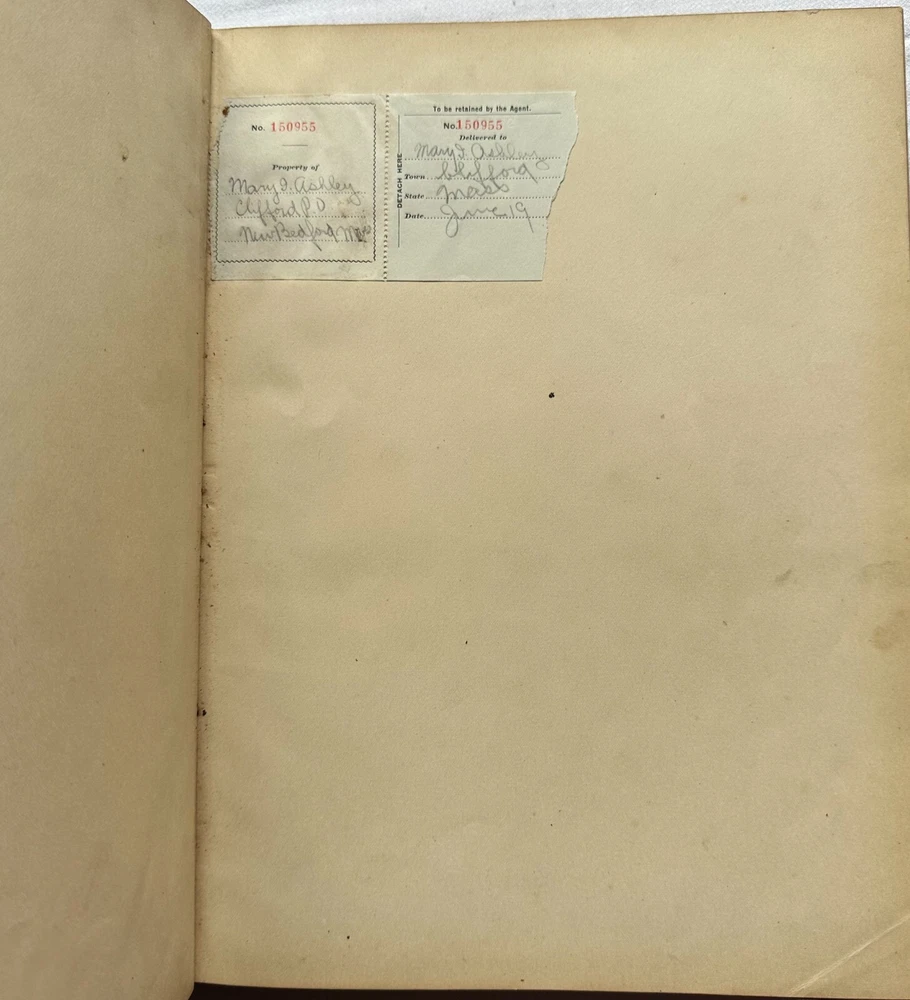 No. 150955
Property of
Mary I. Ashley
Clifford P.O
New Bedford Mass
To be retained by the Agent.
No. 150955
Delivered to
Mary I. Ashley
Town Clifford
State Mass
Date June 19
DETACH HERE